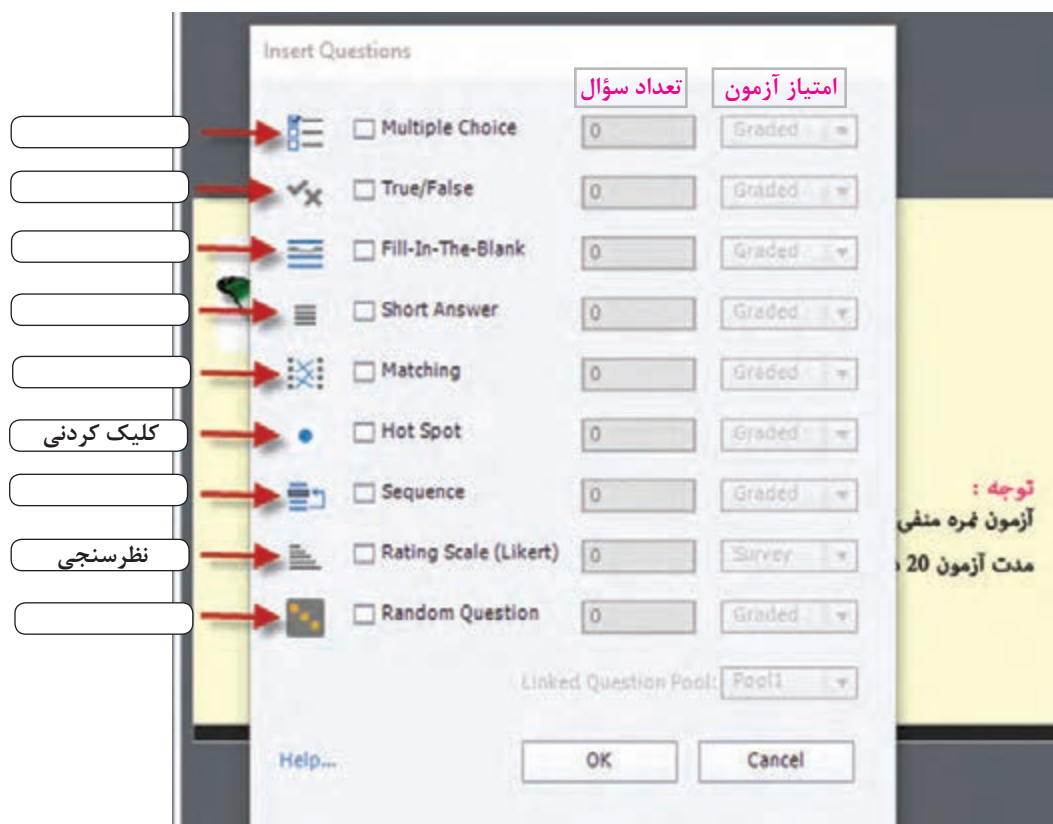 Insert Questions
تعداد سؤال
امتیاز آزمون
Multiple Choice 0 Graded
True/False 0 Graded
Fill-In-The-Blank 0 Graded
Short Answer 0 Graded
Matching 0 Graded
کلیک کردنی
Hot Spot 0 Graded
Sequence 0 Graded
نظرسنجی
Rating Scale (Likert) 0 Survey
Random Question 0 Graded
Linked Question Pool: Pool1
Help... OK Cancel
توجه :
آزمون نمره منفی
مدت آزمون 20